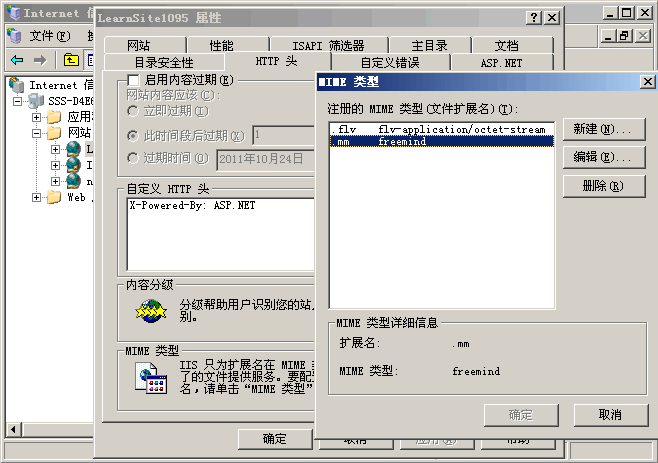 Internet 信
文件(F)
Internet 信
SSS-D4E6
应用
网站
L
I
n
Web
LearnSite1095 属性
网站
性能
ISAPI 筛选器
主目录
文档
目录安全性
HTTP 头
自定义错误
ASP.NET
启用内容过期(E)
网站内容应该(C):
立即过期(I)
此时间段后过期(X)
1
过期时间(U)
2011年10月24日
自定义 HTTP 头
X-Powered-By: ASP.NET
内容分级
分级帮助用户识别您的站
别。
MIME 类型
IIS 只为扩展名在 MIME
了的文件提供服务。要配
名,请单击“MIME 类型”
确定
取消
应用(A)
帮助
MIME 类型
注册的 MIME 类型(文件扩展名)(I):
.flv flv-application/octet-stream
.mm freemind
新建(N)...
编辑(E)...
删除(R)
MIME 类型详细信息
扩展名: .mm
MIME 类型: freemind
确定
取消